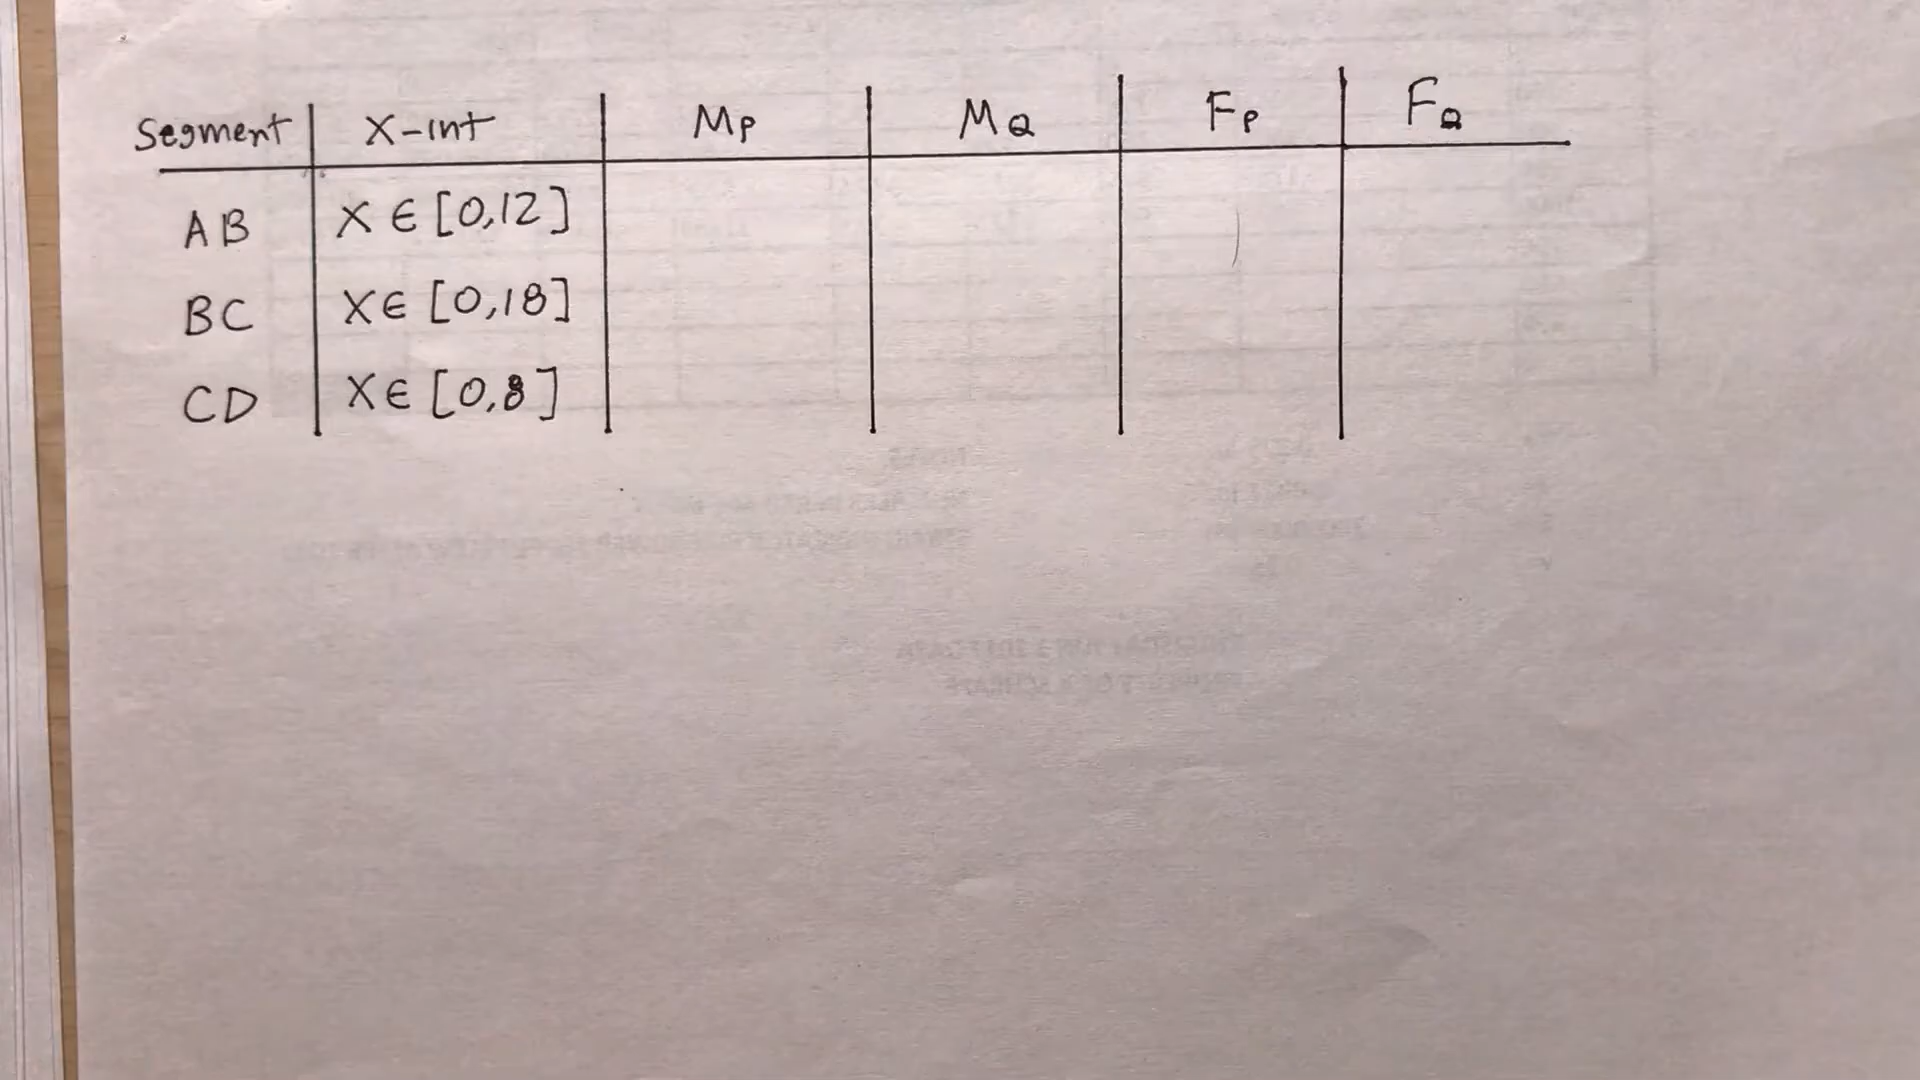 Segment X-int Mp MQ Fp FQ
AB X ∈ [0,12]
BC X ∈ [0,18]
CD X ∈ [0,8]